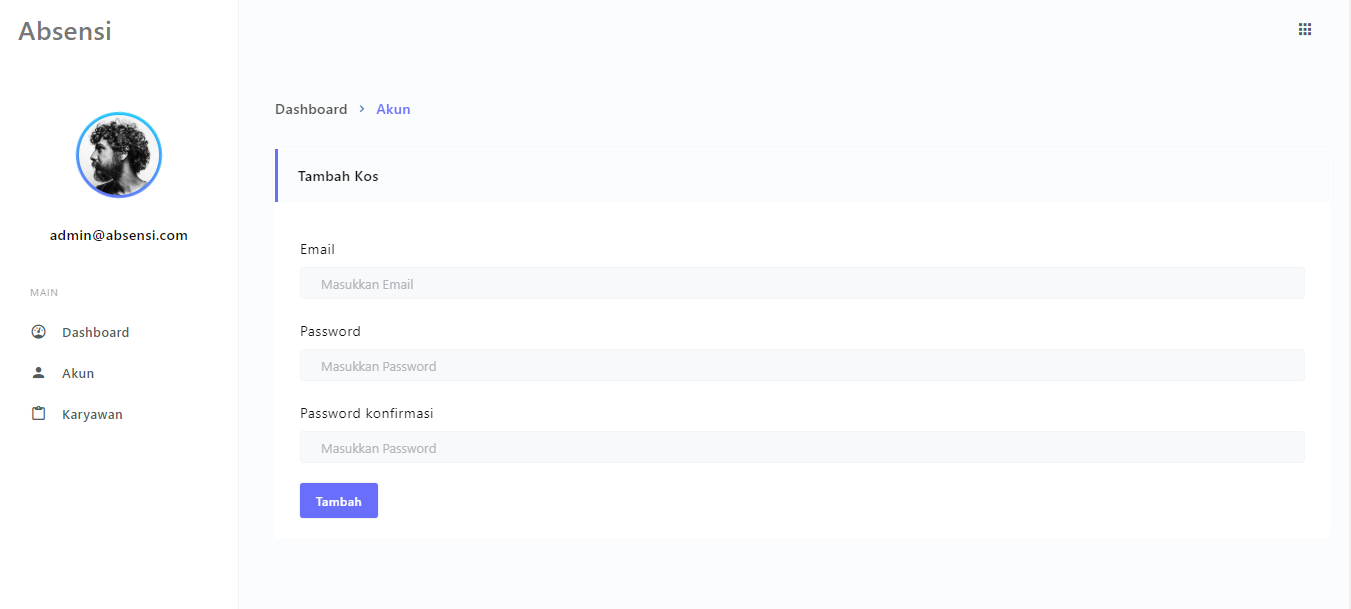 Absensi
admin@absensi.com
MAIN
Dashboard
Akun
Karyawan
Dashboard > Akun
Tambah Kos
Email
Masukkan Email
Password
Masukkan Password
Password konfirmasi
Masukkan Password
Tambah